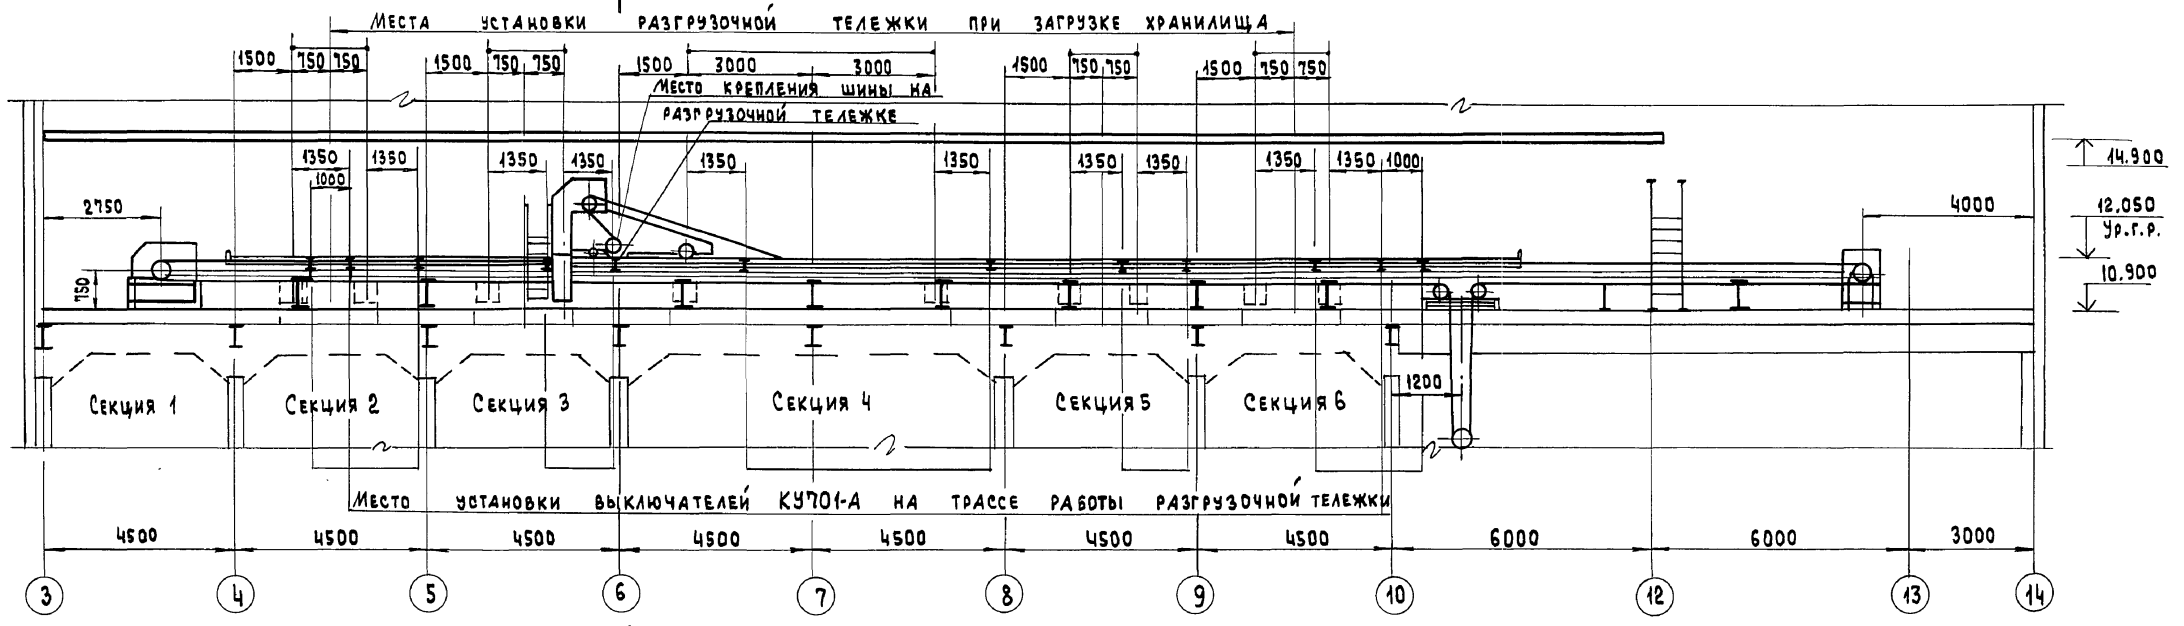 МЕСТА УСТАНОВКИ РАЗГРУЗОЧНОЙ ТЕЛЕЖКИ ПРИ ЗАГРУЗКЕ ХРАНИЛИЩА
1500 750 750 1500 750 750 1500 3000 3000 1500 750 750 1500 750 750
МЕСТО КРЕПЛЕНИЯ ШИНЫ НА
РАЗГРУЗОЧНОЙ ТЕЛЕЖКЕ
1350 1350 1350 1350 1350 1350 1350 1350 1350 1350 1000
14.900
1000
2750 4000 12.050
Ур.г.р.
750 10.900
1200
СЕКЦИЯ 1 СЕКЦИЯ 2 СЕКЦИЯ 3 СЕКЦИЯ 4 СЕКЦИЯ 5 СЕКЦИЯ 6
МЕСТО УСТАНОВКИ ВЫКЛЮЧАТЕЛЕЙ КУ701-А НА ТРАССЕ РАБОТЫ РАЗГРУЗОЧНОЙ ТЕЛЕЖКИ
4500 4500 4500 4500 4500 4500 4500 6000 6000 3000
3 4 5 6 7 8 9 10 12 13 14